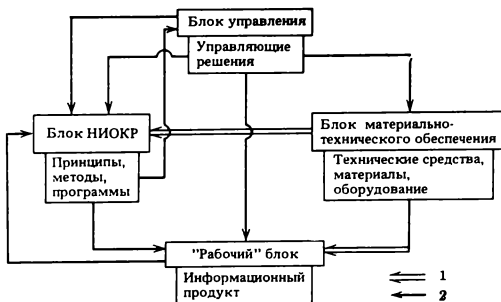 Блок управления
Управляющие
решения
Блок НИОКР
Принципы,
методы,
программы
Блок материально-
технического обеспечения
Технические средства,
материалы,
оборудование
"Рабочий" блок
Информационный
продукт
1
2